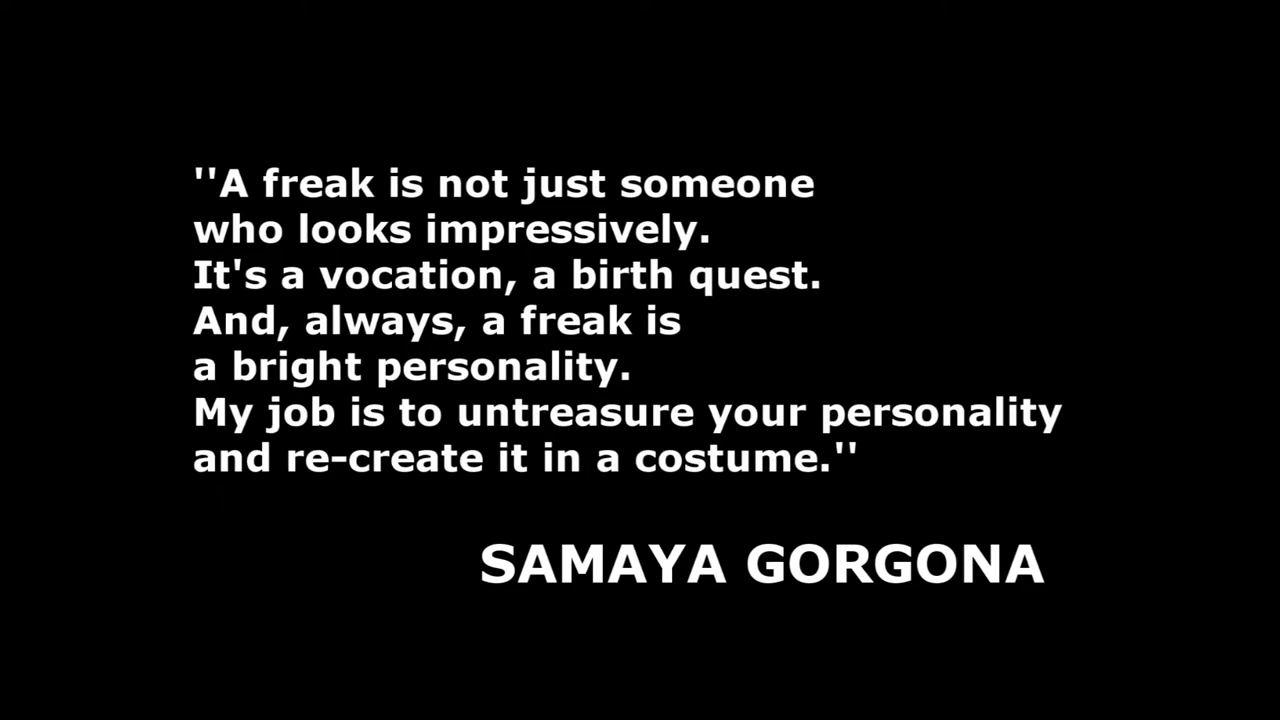 ''A freak is not just someone
who looks impressively.
It's a vocation, a birth quest.
And, always, a freak is
a bright personality.
My job is to untreasure your personality
and re-create it in a costume.''
SAMAYA GORGONA